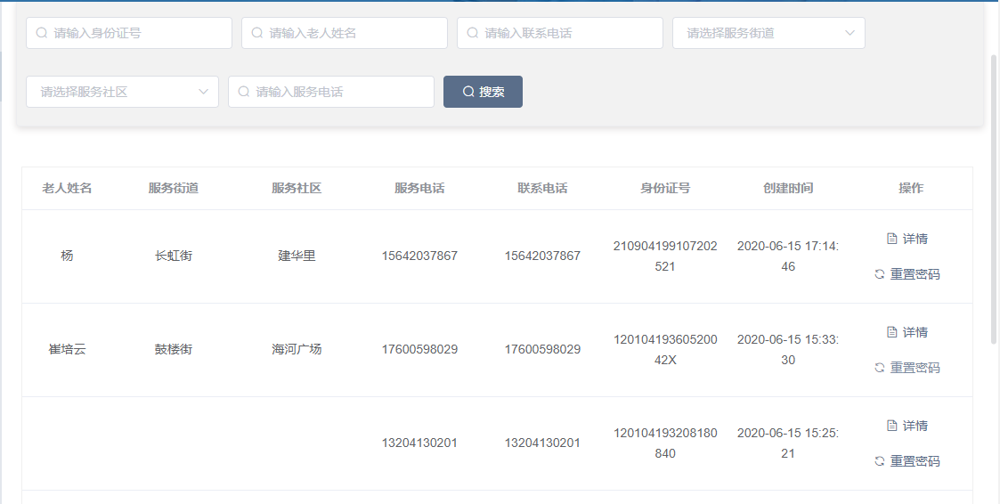 请输入身份证号 请输入老人姓名 请输入联系电话 请选择服务街道
请选择服务社区 请输入服务电话 搜索
老人姓名 服务街道 服务社区 服务电话 联系电话 身份证号 创建时间 操作
杨 长虹街 建华里 15642037867 15642037867 210904199107202 2020-06-15 17:14: 详情
521 46 重置密码
崔培云 鼓楼街 海河广场 17600598029 17600598029 120104193605200 2020-06-15 15:33: 详情
42X 30 重置密码
13204130201 13204130201 120104193208180 2020-06-15 15:25: 详情
840 21 重置密码